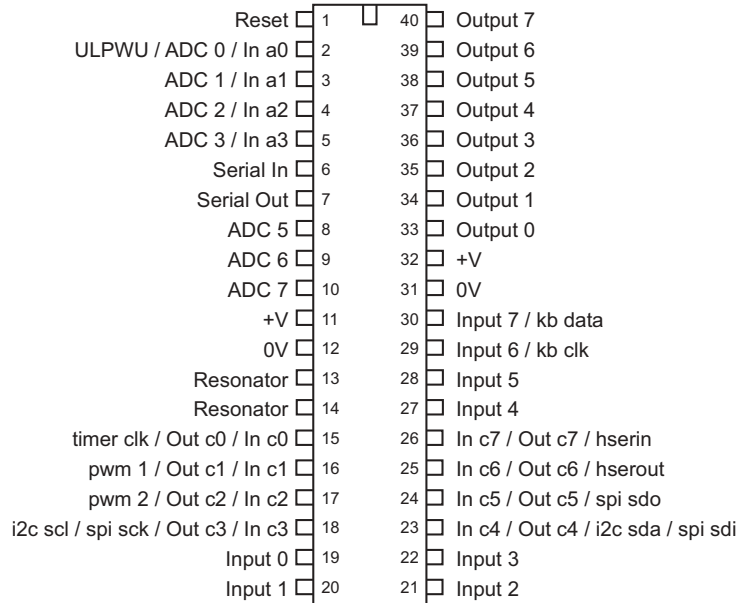 Reset 1 40 Output 7
ULPWU / ADC 0 / In a0 2 39 Output 6
ADC 1 / In a1 3 38 Output 5
ADC 2 / In a2 4 37 Output 4
ADC 3 / In a3 5 36 Output 3
Serial In 6 35 Output 2
Serial Out 7 34 Output 1
ADC 5 8 33 Output 0
ADC 6 9 32 +V
ADC 7 10 31 0V
+V 11 30 Input 7 / kb data
0V 12 29 Input 6 / kb clk
Resonator 13 28 Input 5
Resonator 14 27 Input 4
timer clk / Out c0 / In c0 15 26 In c7 / Out c7 / hserin
pwm 1 / Out c1 / In c1 16 25 In c6 / Out c6 / hserout
pwm 2 / Out c2 / In c2 17 24 In c5 / Out c5 / spi sdo
i2c scl / spi sck / Out c3 / In c3 18 23 In c4 / Out c4 / i2c sda / spi sdi
Input 0 19 22 Input 3
Input 1 20 21 Input 2